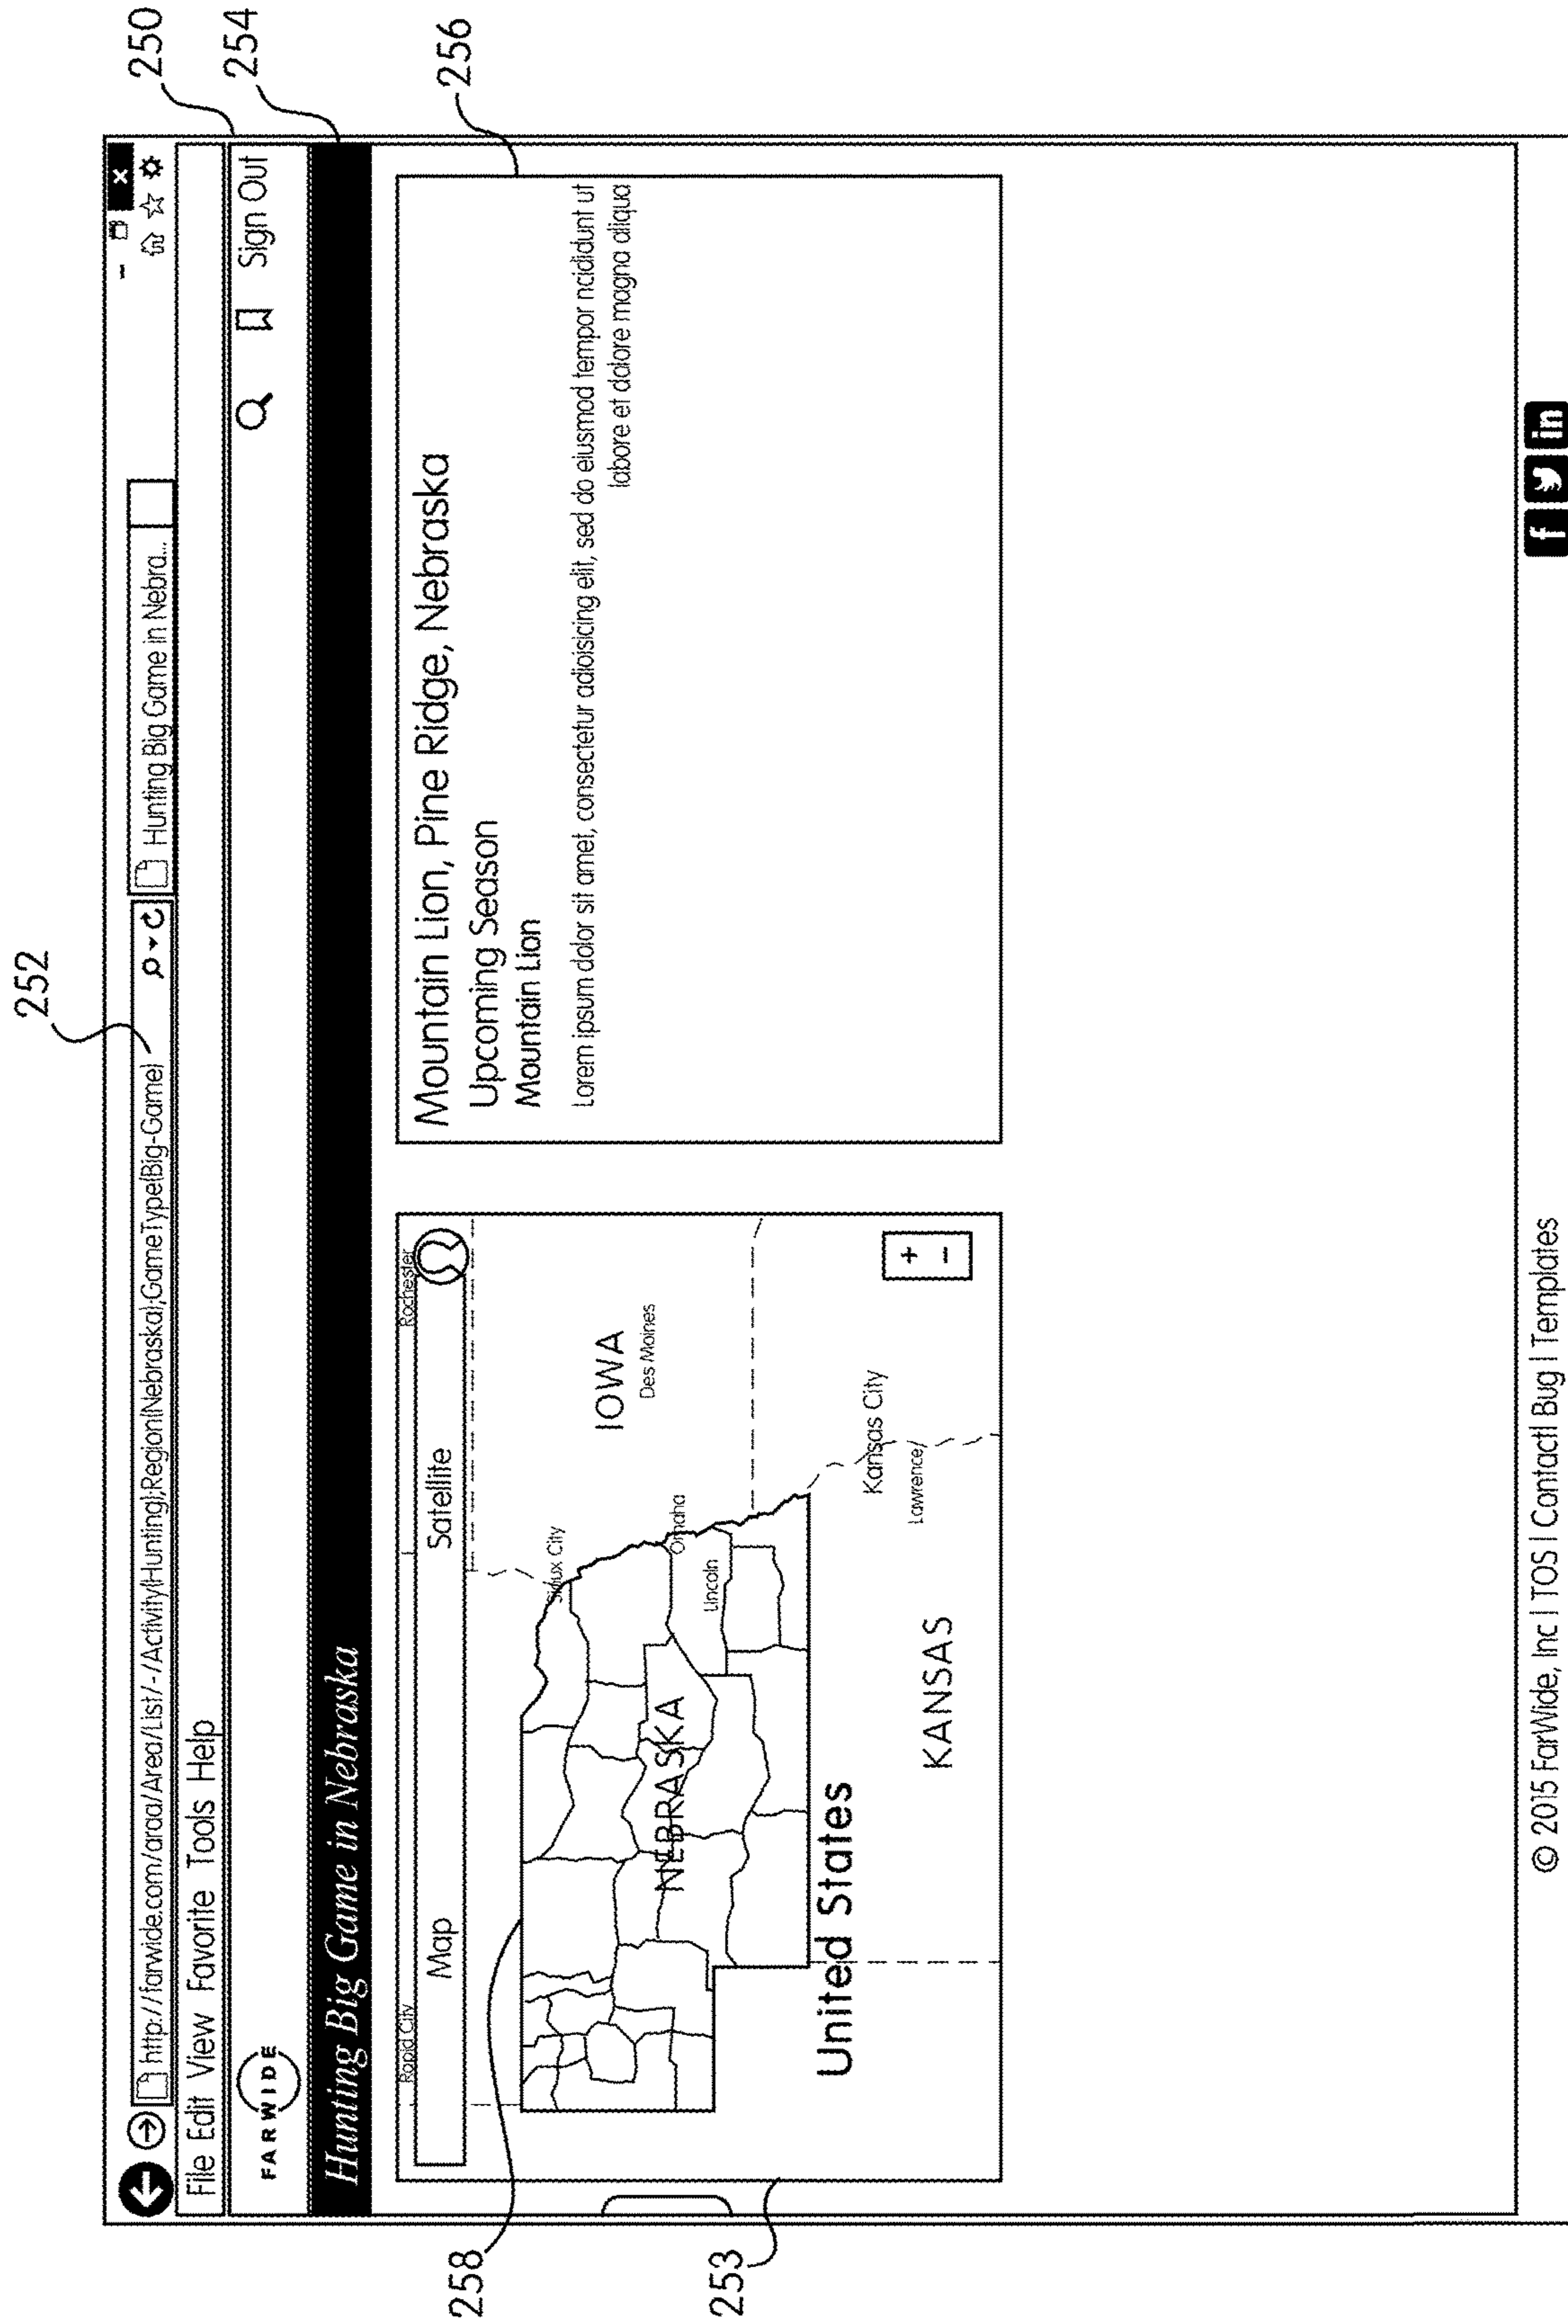 252
250
http://farwide.com/araa/Area/List/-/Activity(Hunting);Region(Nebraska);GameType(Big-Game)
Hunting Big Game in Nebra...
File Edit View Favorite Tools Help
FARWIDE
Sign Out
254
Hunting Big Game in Nebraska
256
Rapid City
Rochester
Map
Satellite
258
Sioux City
IOWA
Des Moines
Omaha
NEBRASKA
Lincoln
United States
Kansas City
Lawrence
KANSAS
+
−
253
Mountain Lion, Pine Ridge, Nebraska
Upcoming Season
Mountain Lion
Lorem ipsum dolor sit amet, consectetur adioisicing elit, sed do eiusmod tempor ncididunt ut
labore et dolore magna aliqua
© 2015 FarWide, Inc | TOS | Contact| Bug | Templates
f
in